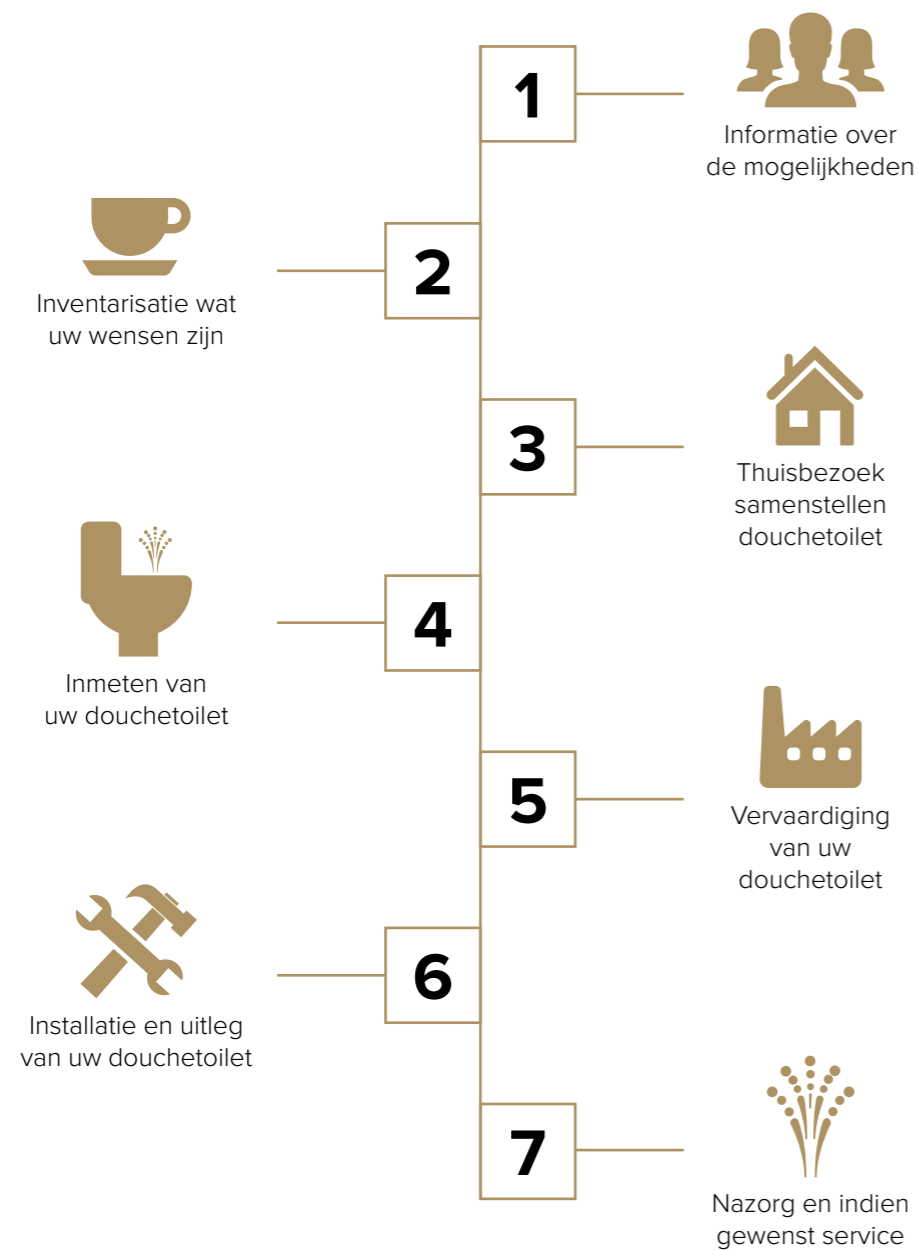 1
Informatie over
de mogelijkheden
2
Inventarisatie wat
uw wensen zijn
3
Thuisbezoek
samenstellen
douchetoilet
4
Inmeten van
uw douchetoilet
5
Vervaardiging
van uw
douchetoilet
6
Installatie en uitleg
van uw douchetoilet
7
Nazorg en indien
gewenst service